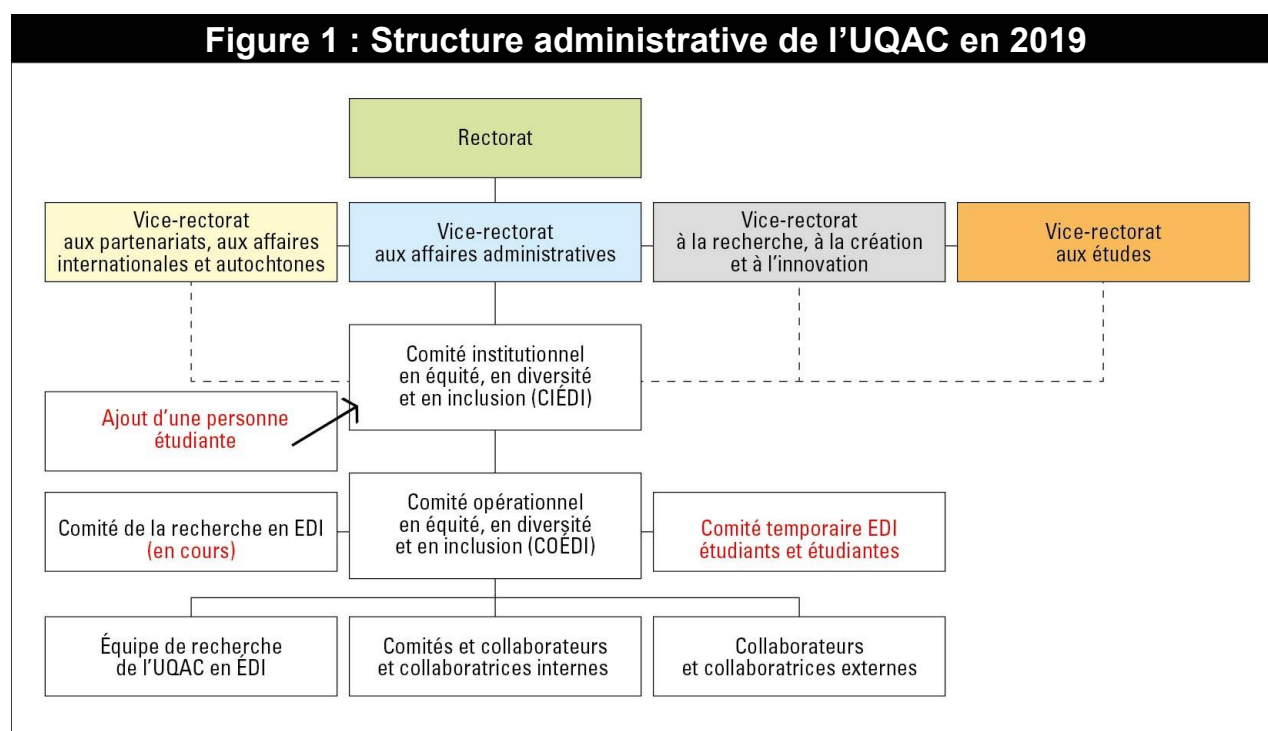 Figure 1 : Structure administrative de l’UQAC en 2019
Rectorat
Vice-rectorat
aux partenariats, aux affaires
internationales et autochtones
Vice-rectorat
aux affaires administratives
Vice-rectorat
à la recherche, à la création
et à l’innovation
Vice-rectorat
aux études
Comité institutionnel
en équité, en diversité
et en inclusion (CIÉDI)
Ajout d’une personne
étudiante
Comité de la recherche en EDI
(en cours)
Comité opérationnel
en équité, en diversité
et en inclusion (COÉDI)
Comité temporaire EDI
étudiants et étudiantes
Équipe de recherche
de l’UQAC en ÉDI
Comités et collaborateurs
et collaboratrices internes
Collaborateurs
et collaboratrices externes